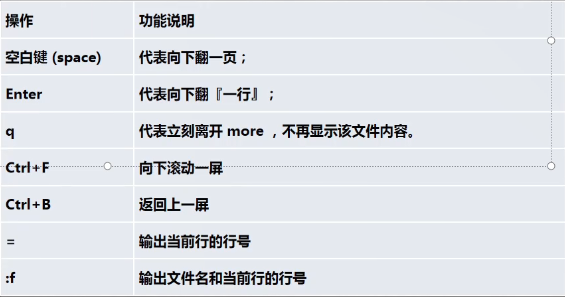 操作 功能说明
空白键 (space) 代表向下翻一页；
Enter 代表向下翻『一行』；
q 代表立刻离开 more ，不再显示该文件内容。
Ctrl+F 向下滚动一屏
Ctrl+B 返回上一屏
= 输出当前行的行号
:f 输出文件名和当前行的行号